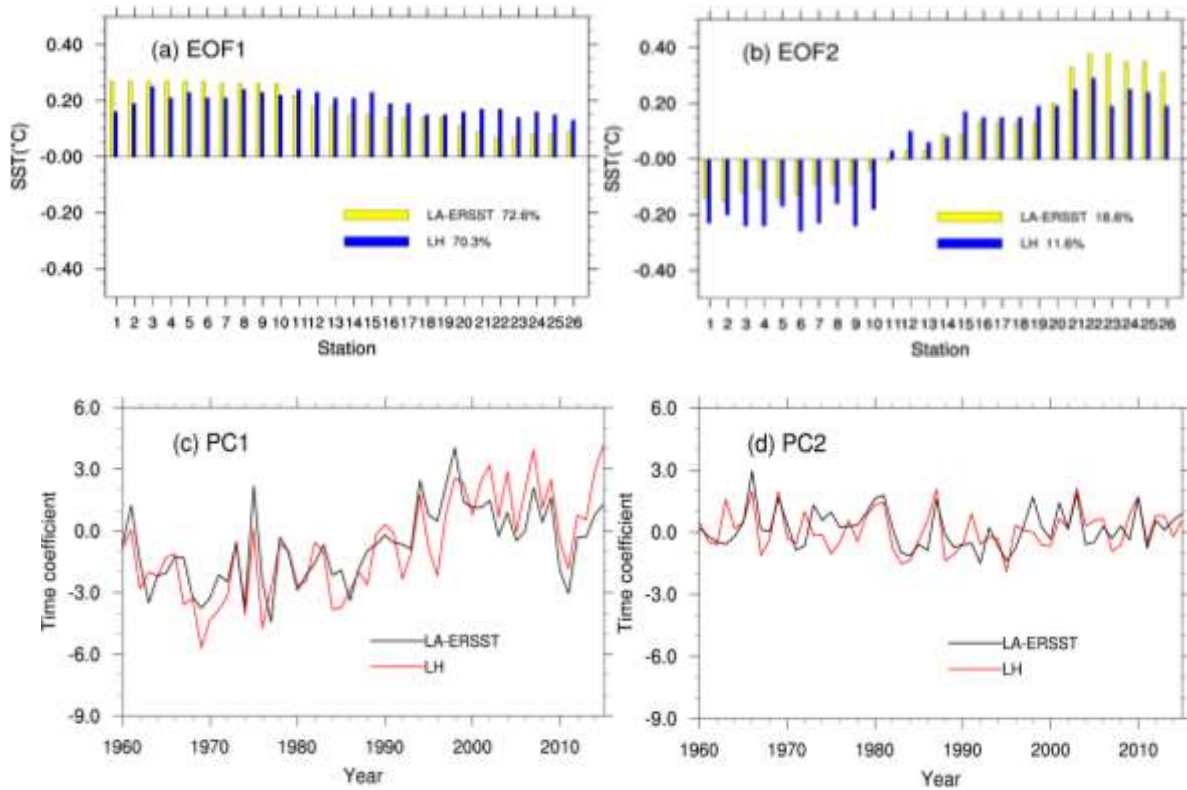 (a) EOF1
0.40
0.20
-0.00
-0.20
-0.40
SST(°C)
LA-ERSST 72.6%
LH 70.3%
1 2 3 4 5 6 7 8 9 10 11 12 13 14 15 16 17 18 19 20 21 22 23 24 25 26
Station
(b) EOF2
0.40
0.20
-0.00
-0.20
-0.40
SST(°C)
LA-ERSST 18.6%
LH 11.6%
1 2 3 4 5 6 7 8 9 10 11 12 13 14 15 16 17 18 19 20 21 22 23 24 25 26
Station
(c) PC1
6.0
3.0
0.0
-3.0
-6.0
-9.0
Time coefficient
LA-ERSST
LH
1960 1970 1980 1990 2000 2010
Year
(d) PC2
6.0
3.0
0.0
-3.0
-6.0
-9.0
Time coefficient
LA-ERSST
LH
1960 1970 1980 1990 2000 2010
Year